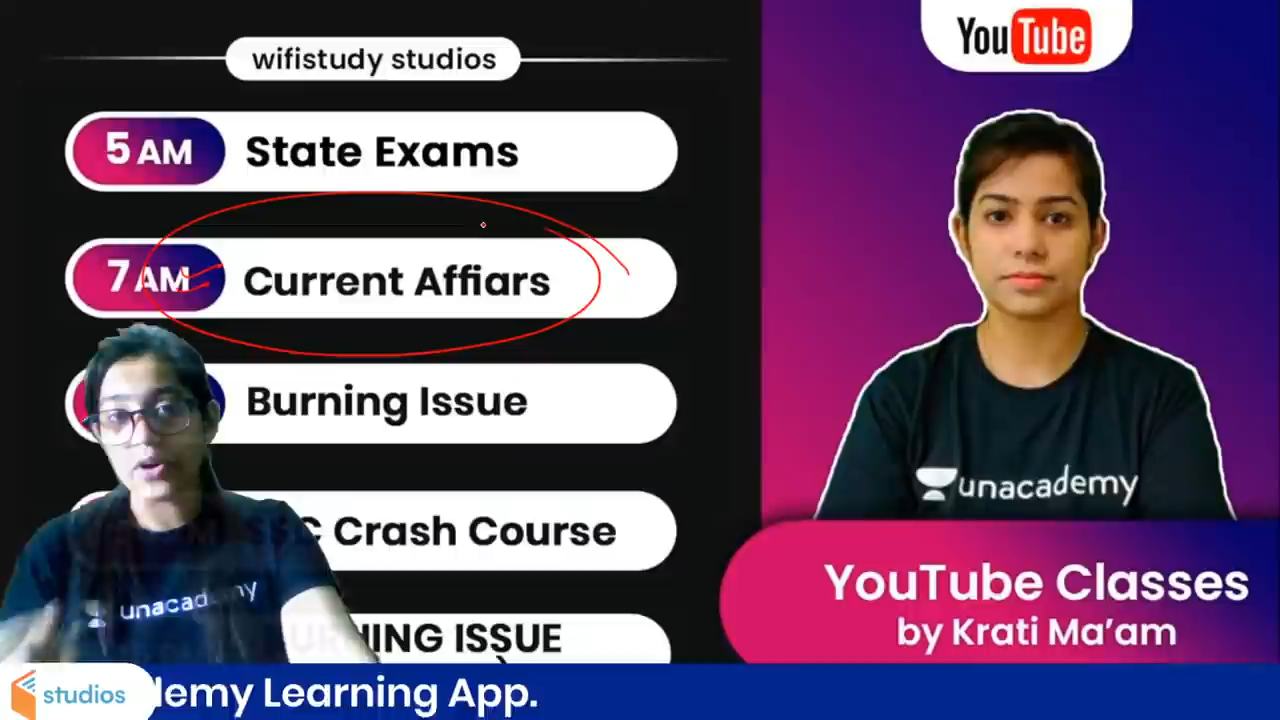 YouTube
wifistudy studios
5 AM State Exams
7 AM Current Affiars
Burning Issue
Crash Course
ISSUE
unacademy
unacademy
YouTube Classes
by Krati Ma'am
studios
demy Learning App.